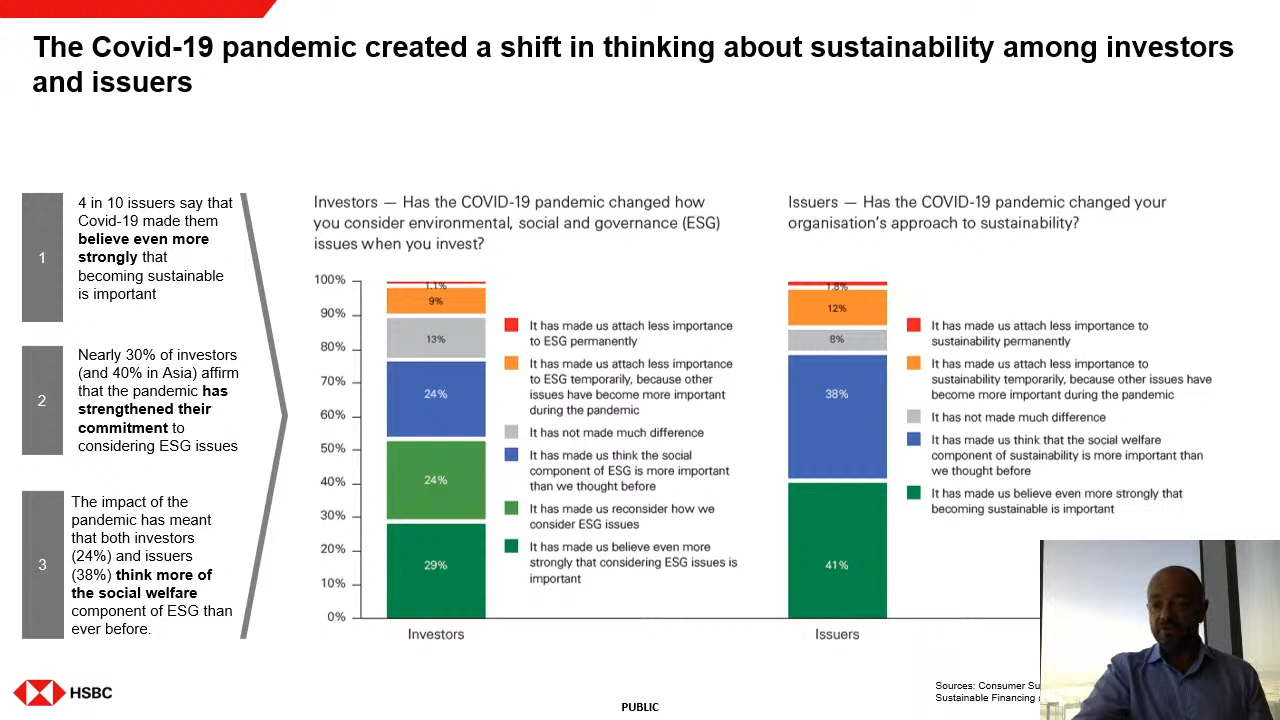 The Covid-19 pandemic created a shift in thinking about sustainability among investors
and issuers
1
4 in 10 issuers say that
Covid-19 made them
believe even more
strongly that
becoming sustainable
is important
2
Nearly 30% of investors
(and 40% in Asia) affirm
that the pandemic has
strengthened their
commitment to
considering ESG issues
3
The impact of the
pandemic has meant
that both investors
(24%) and issuers
(38%) think more of
the social welfare
component of ESG than
ever before.
Investors — Has the COVID-19 pandemic changed how
you consider environmental, social and governance (ESG)
issues when you invest?
100%
90%
80%
70%
60%
50%
40%
30%
20%
10%
0%
1.1%
9%
13%
24%
24%
29%
Investors
It has made us attach less importance
to ESG permanently
It has made us attach less importance
to ESG temporarily, because other
issues have become more important
during the pandemic
It has not made much difference
It has made us think the social
component of ESG is more important
than we thought before
It has made us reconsider how we
consider ESG issues
It has made us believe even more
strongly that considering ESG issues is
important
Issuers — Has the COVID-19 pandemic changed your
organisation's approach to sustainability?
1.8%
12%
8%
38%
41%
Issuers
It has made us attach less importance to
sustainability permanently
It has made us attach less importance to
sustainability temporarily, because other issues have
become more important during the pandemic
It has not made much difference
It has made us think that the social welfare
component of sustainability is more important than
we thought before
It has made us believe even more strongly that
becoming sustainable is important
HSBC
PUBLIC
Sources: Consumer
Sustainable Financing